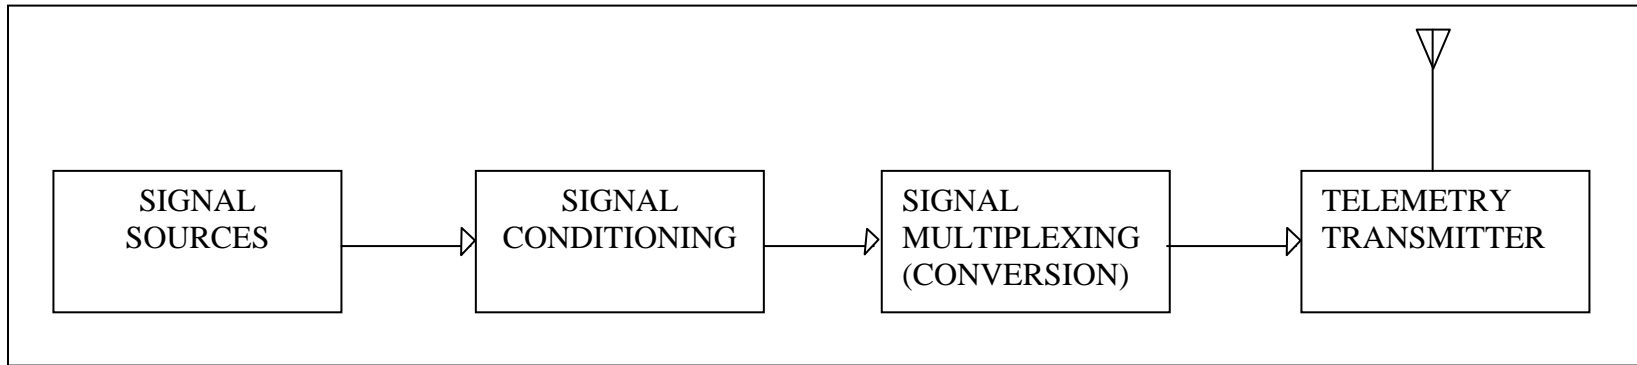 SIGNAL
SOURCES
SIGNAL
CONDITIONING
SIGNAL
MULTIPLEXING
(CONVERSION)
TELEMETRY
TRANSMITTER